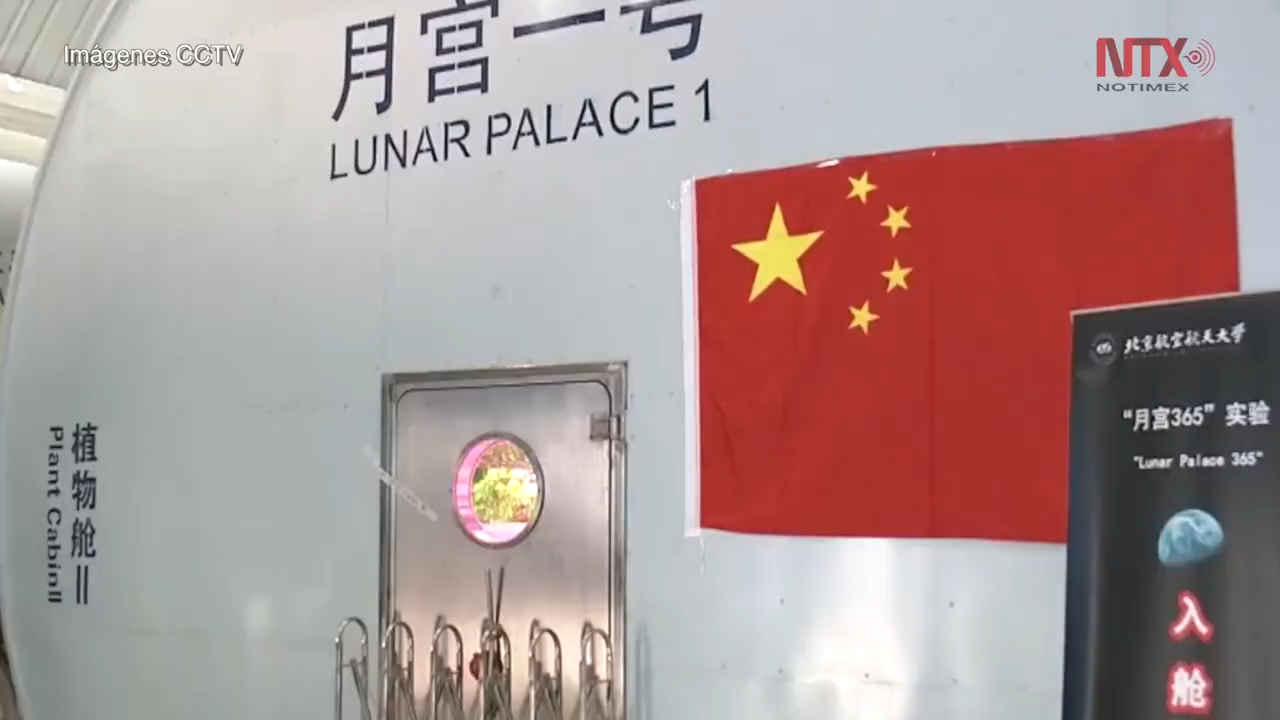 Imágenes CCTV
NTX
NOTIMEX
月宫一号
LUNAR PALACE 1
植物舱II
Plant CabinII
北京航空航天大学
“月宫365”实验
"Lunar Palace 365"
入
舱